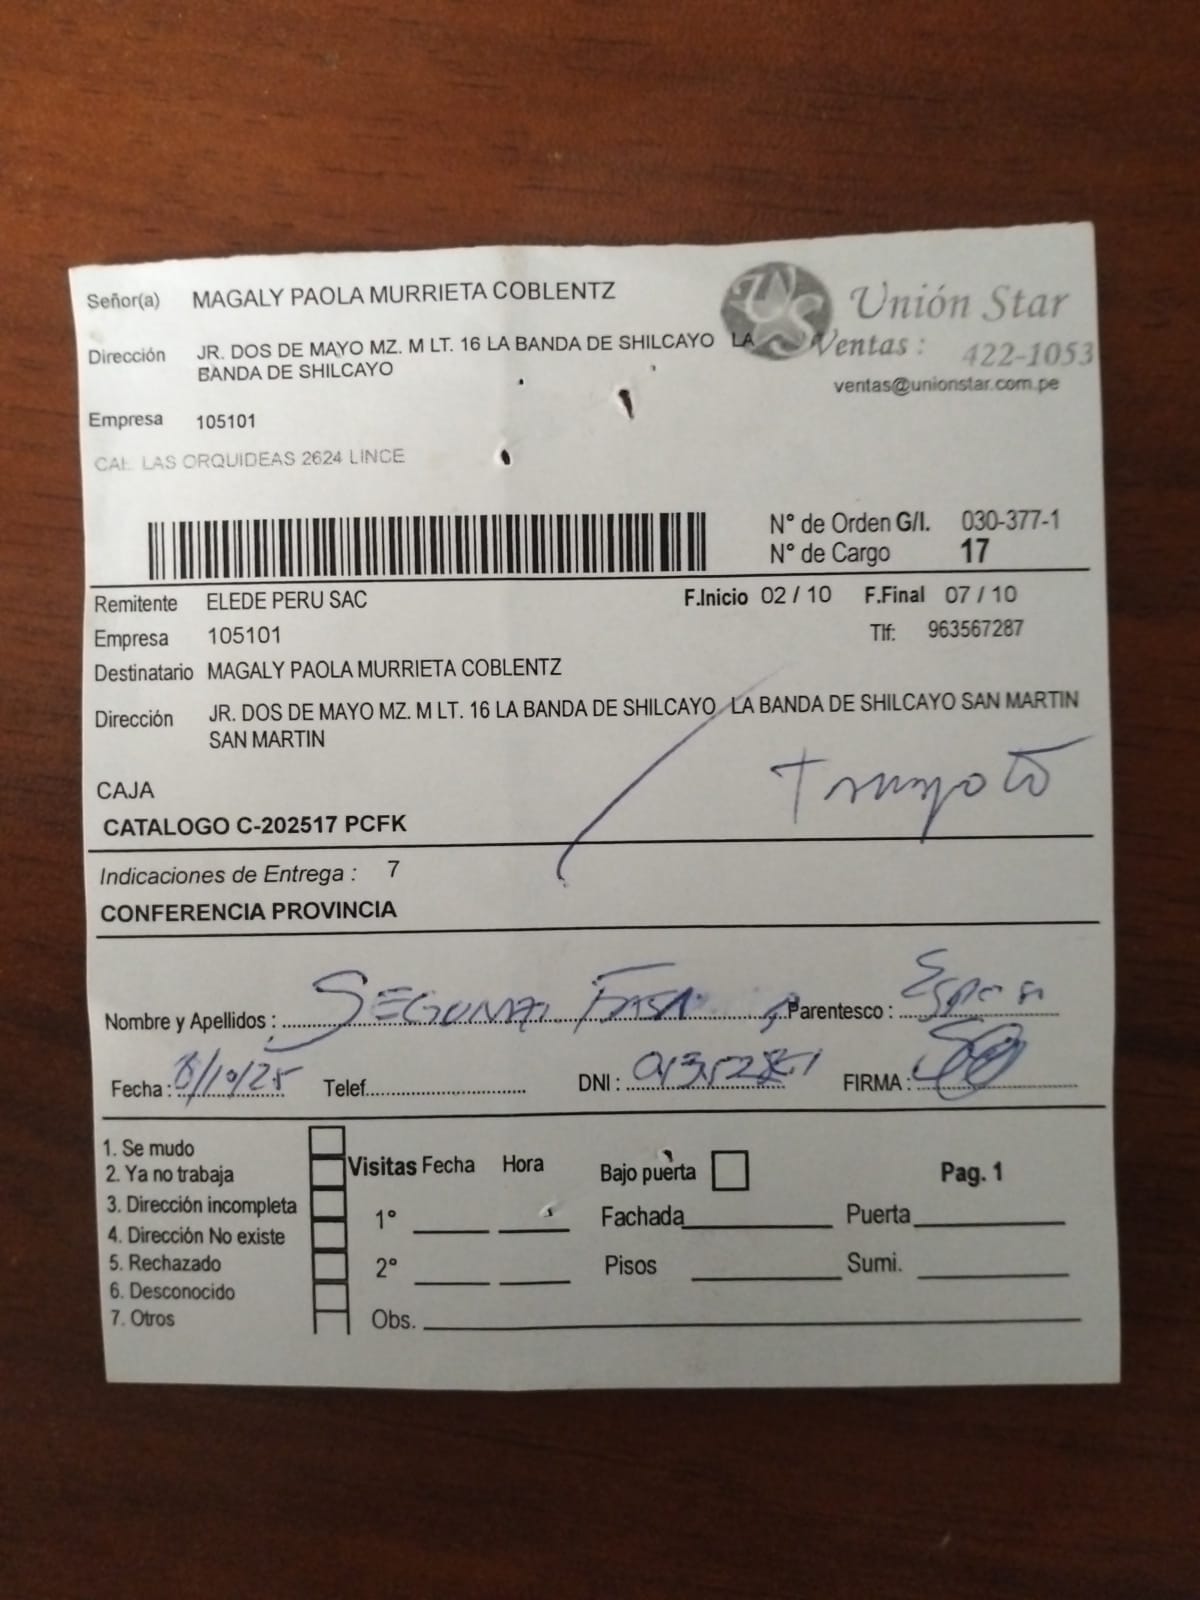 Señor(a) MAGALY PAOLA MURRIETA COBLENTZ
Unión Star
Dirección JR. DOS DE MAYO MZ. M LT. 16 LA BANDA DE SHILCAYO LA
BANDA DE SHILCAYO
Ventas: 422-1053
ventas@unionstar.com.pe
Empresa 105101
CAL. LAS ORQUIDEAS 2624 LINCE
N° de Orden G/I. 030-377-1
N° de Cargo 17
Remitente ELEDE PERU SAC F.Inicio 02 / 10 F.Final 07 / 10
Empresa 105101 Tlf: 963567287
Destinatario MAGALY PAOLA MURRIETA COBLENTZ
Dirección JR. DOS DE MAYO MZ. M LT. 16 LA BANDA DE SHILCAYO LA BANDA DE SHILCAYO SAN MARTIN
SAN MARTIN
CAJA
CATALOGO C-202517 PCFK
Indicaciones de Entrega : 7
CONFERENCIA PROVINCIA
Nombre y Apellidos : Parentesco :
Fecha : /10/25 Telef. DNI : FIRMA :
1. Se mudo
2. Ya no trabaja
3. Dirección incompleta
4. Dirección No existe
5. Rechazado
6. Desconocido
7. Otros
Visitas Fecha Hora Bajo puerta Pag. 1
1° Fachada Puerta
2° Pisos Sumi.
Obs.